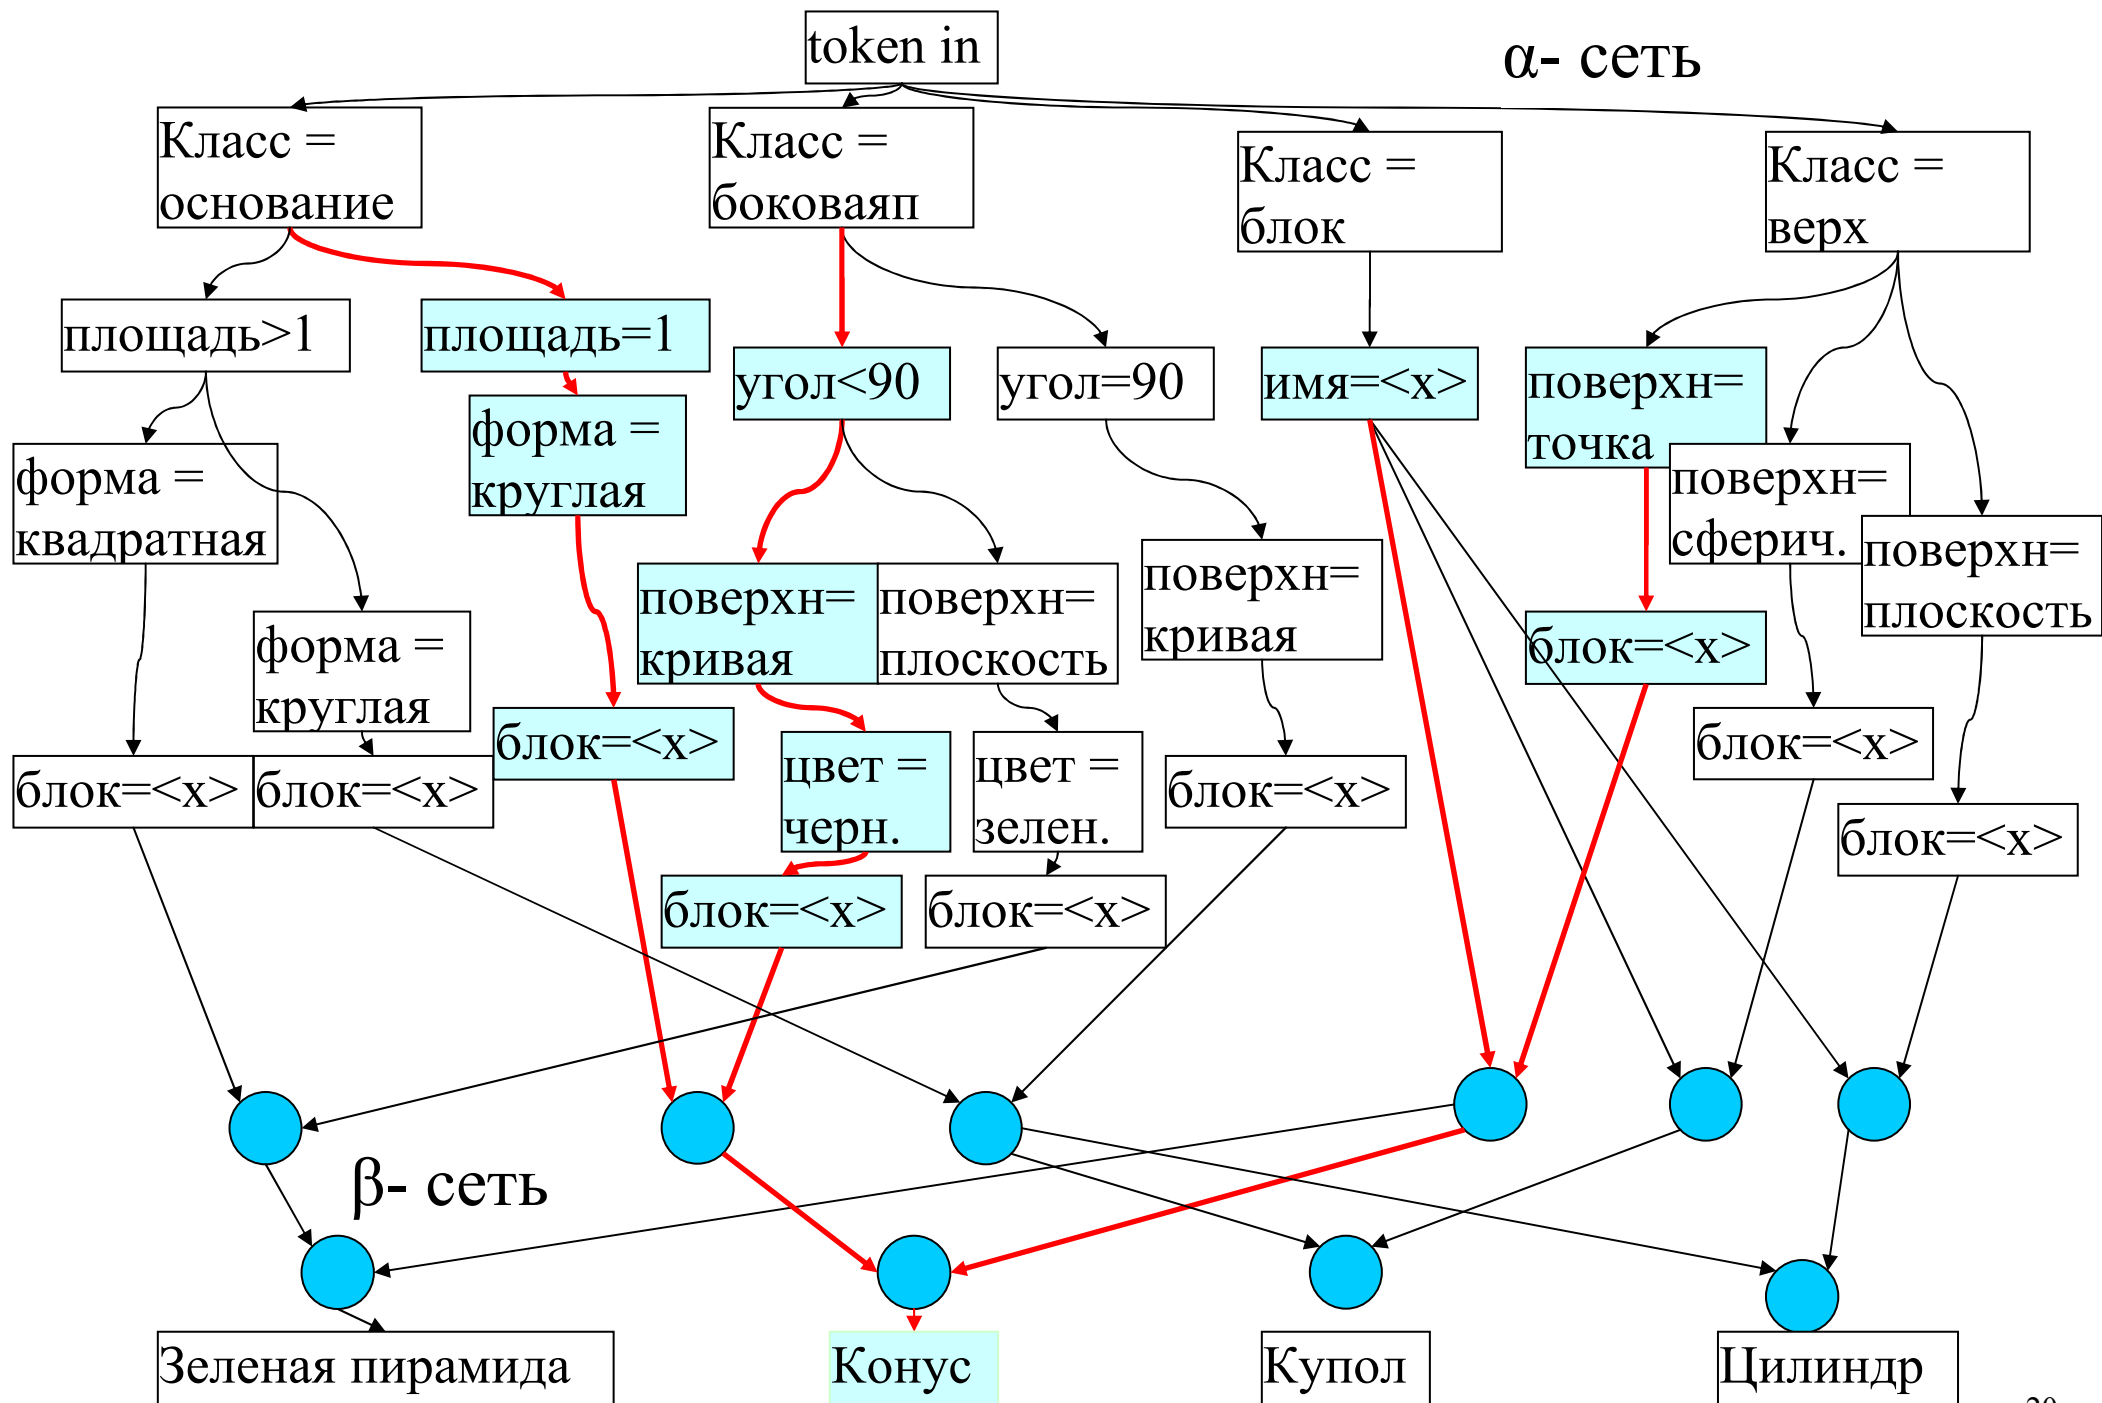 token in
α- сеть
Класс =
основание
Класс =
боковаяп
Класс =
блок
Класс =
верх
площадь>1
площадь=1
угол<90
угол=90
имя=<x>
поверхн=
точка
форма =
квадратная
форма =
круглая
поверхн=
сферич.
поверхн=
плоскость
форма =
круглая
поверхн=
кривая
поверхн=
плоскость
поверхн=
кривая
блок=<x>
блок=<x>
блок=<x>
блок=<x>
блок=<x>
цвет =
черн.
цвет =
зелен.
блок=<x>
блок=<x>
блок=<x>
блок=<x>
блок=<x>
β- сеть
Зеленая пирамида
Конус
Купол
Цилиндр